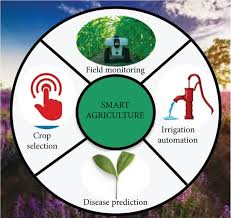 Field monitoring
SMART
AGRICULTURE
Crop
selection
Irrigation
automation
Disease prediction